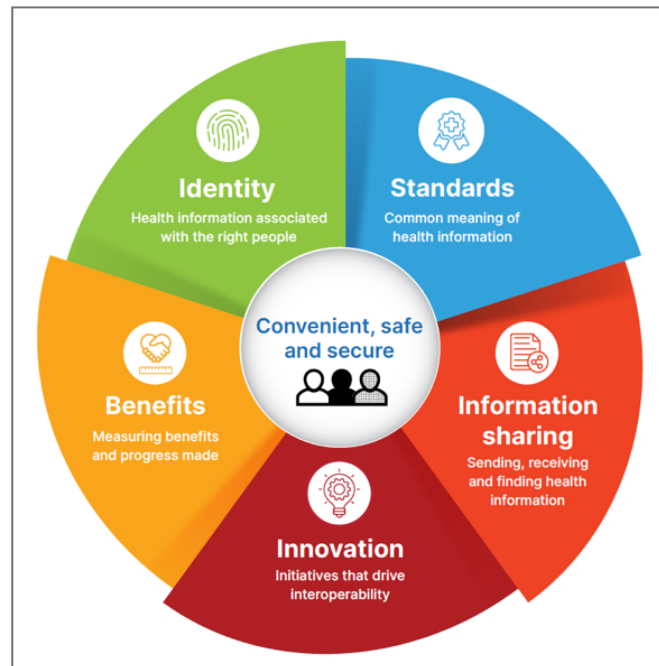 Identity
Health information associated
with the right people
Standards
Common meaning of
health information
Convenient, safe
and secure
Benefits
Measuring benefits
and progress made
Information
sharing
Sending, receiving
and finding health
information
Innovation
Initiatives that drive
interoperability